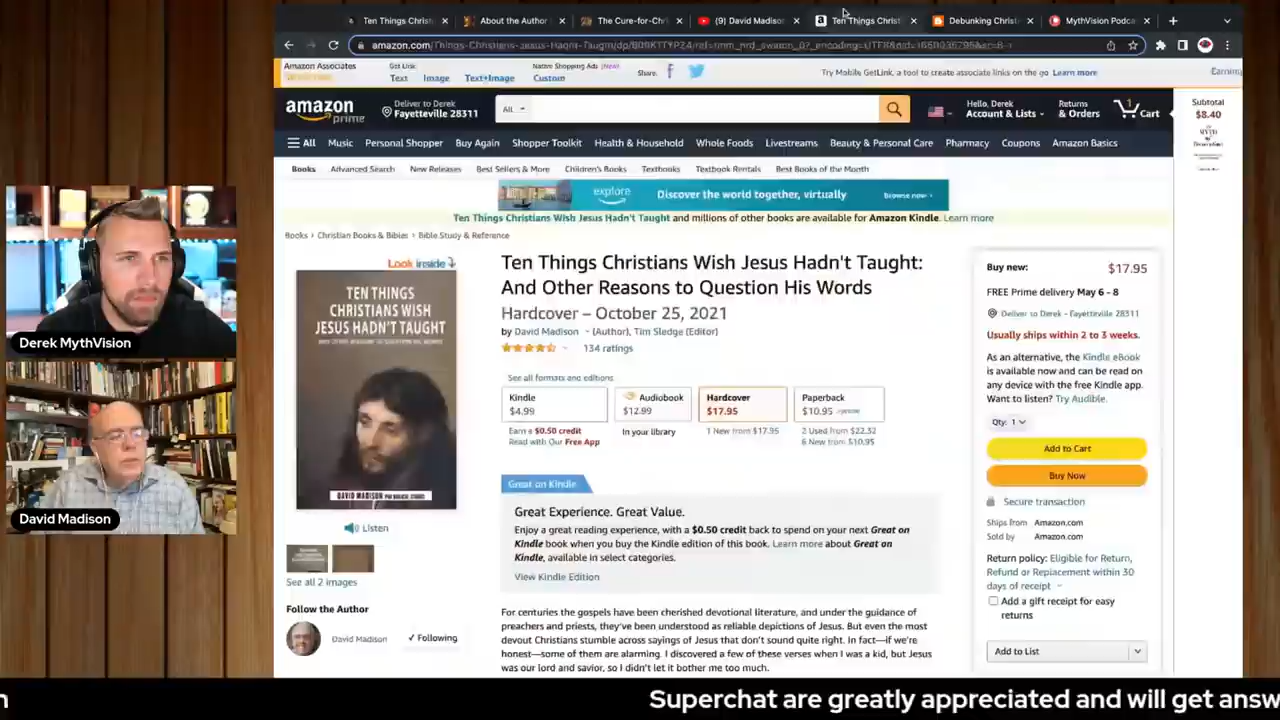 Ten Things Christi
About the Author
The Cure-for-Chri
(9) David Madison
Ten Things Christ
Debunking Christi
MythVision Podca
Amazon Associates
Get Link:
Text
Image
Text+Image
Native Shopping Ads (New)
Custom
Share:
Try Mobile GetLink, a tool to create associate links on the go Learn more
Earning
amazon
prime
Deliver to Derek
Fayetteville 28311
All
Hello, Derek
Account & Lists
Returns
& Orders
1
Cart
Subtotal
$8.40
All
Music
Personal Shopper
Buy Again
Shopper Toolkit
Health & Household
Whole Foods
Livestreams
Beauty & Personal Care
Pharmacy
Coupons
Amazon Basics
Books
Advanced Search
New Releases
Best Sellers & More
Children's Books
Textbooks
Textbook Rentals
Best Books of the Month
explore
Discover the world together, virtually
browse now ›
Ten Things Christians Wish Jesus Hadn't Taught and millions of other books are available for Amazon Kindle. Learn more
Books › Christian Books & Bibles › Bible Study & Reference
Look inside
TEN THINGS
CHRISTIANS WISH
JESUS HADN'T TAUGHT
AND OTHER REASONS TO QUESTION HIS WORDS
DAVID MADISON PHD BIBLICAL STUDIES
Listen
See all 2 images
Follow the Author
David Madison
✓ Following
Ten Things Christians Wish Jesus Hadn't Taught:
And Other Reasons to Question His Words
Hardcover – October 25, 2021
by David Madison (Author), Tim Sledge (Editor)
134 ratings
See all formats and editions
Kindle
$4.99
Audiobook
$12.99
Hardcover
$17.95
Paperback
$10.95 prime
Earn a $0.50 credit
Read with Our Free App
In your library
1 New from $17.95
2 Used from $22.32
6 New from $10.95
Great on Kindle
Great Experience. Great Value.
Enjoy a great reading experience, with a $0.50 credit back to spend on your next Great on
Kindle book when you buy the Kindle edition of this book. Learn more about Great on
Kindle, available in select categories.
View Kindle Edition
For centuries the gospels have been cherished devotional literature, and under the guidance of
preachers and priests, they've been understood as reliable depictions of Jesus. But even the most
devout Christians stumble across sayings of Jesus that don't sound quite right. In fact—if we're
honest—some of them are alarming. I discovered a few of these verses when I was a kid, but Jesus
was our lord and savior, so I didn't let it bother me too much.
Buy new:
$17.95
FREE Prime delivery May 6 - 8
Deliver to Derek - Fayetteville 28311
Usually ships within 2 to 3 weeks.
As an alternative, the Kindle eBook
is available now and can be read on
any device with the free Kindle app.
Want to listen? Try Audible.
Qty: 1
Add to Cart
Buy Now
Secure transaction
Ships from Amazon.com
Sold by Amazon.com
Return policy: Eligible for Return,
Refund or Replacement within 30
days of receipt
Add a gift receipt for easy
returns
Add to List
Derek MythVision
David Madison
n
Superchat are greatly appreciated and will get answ